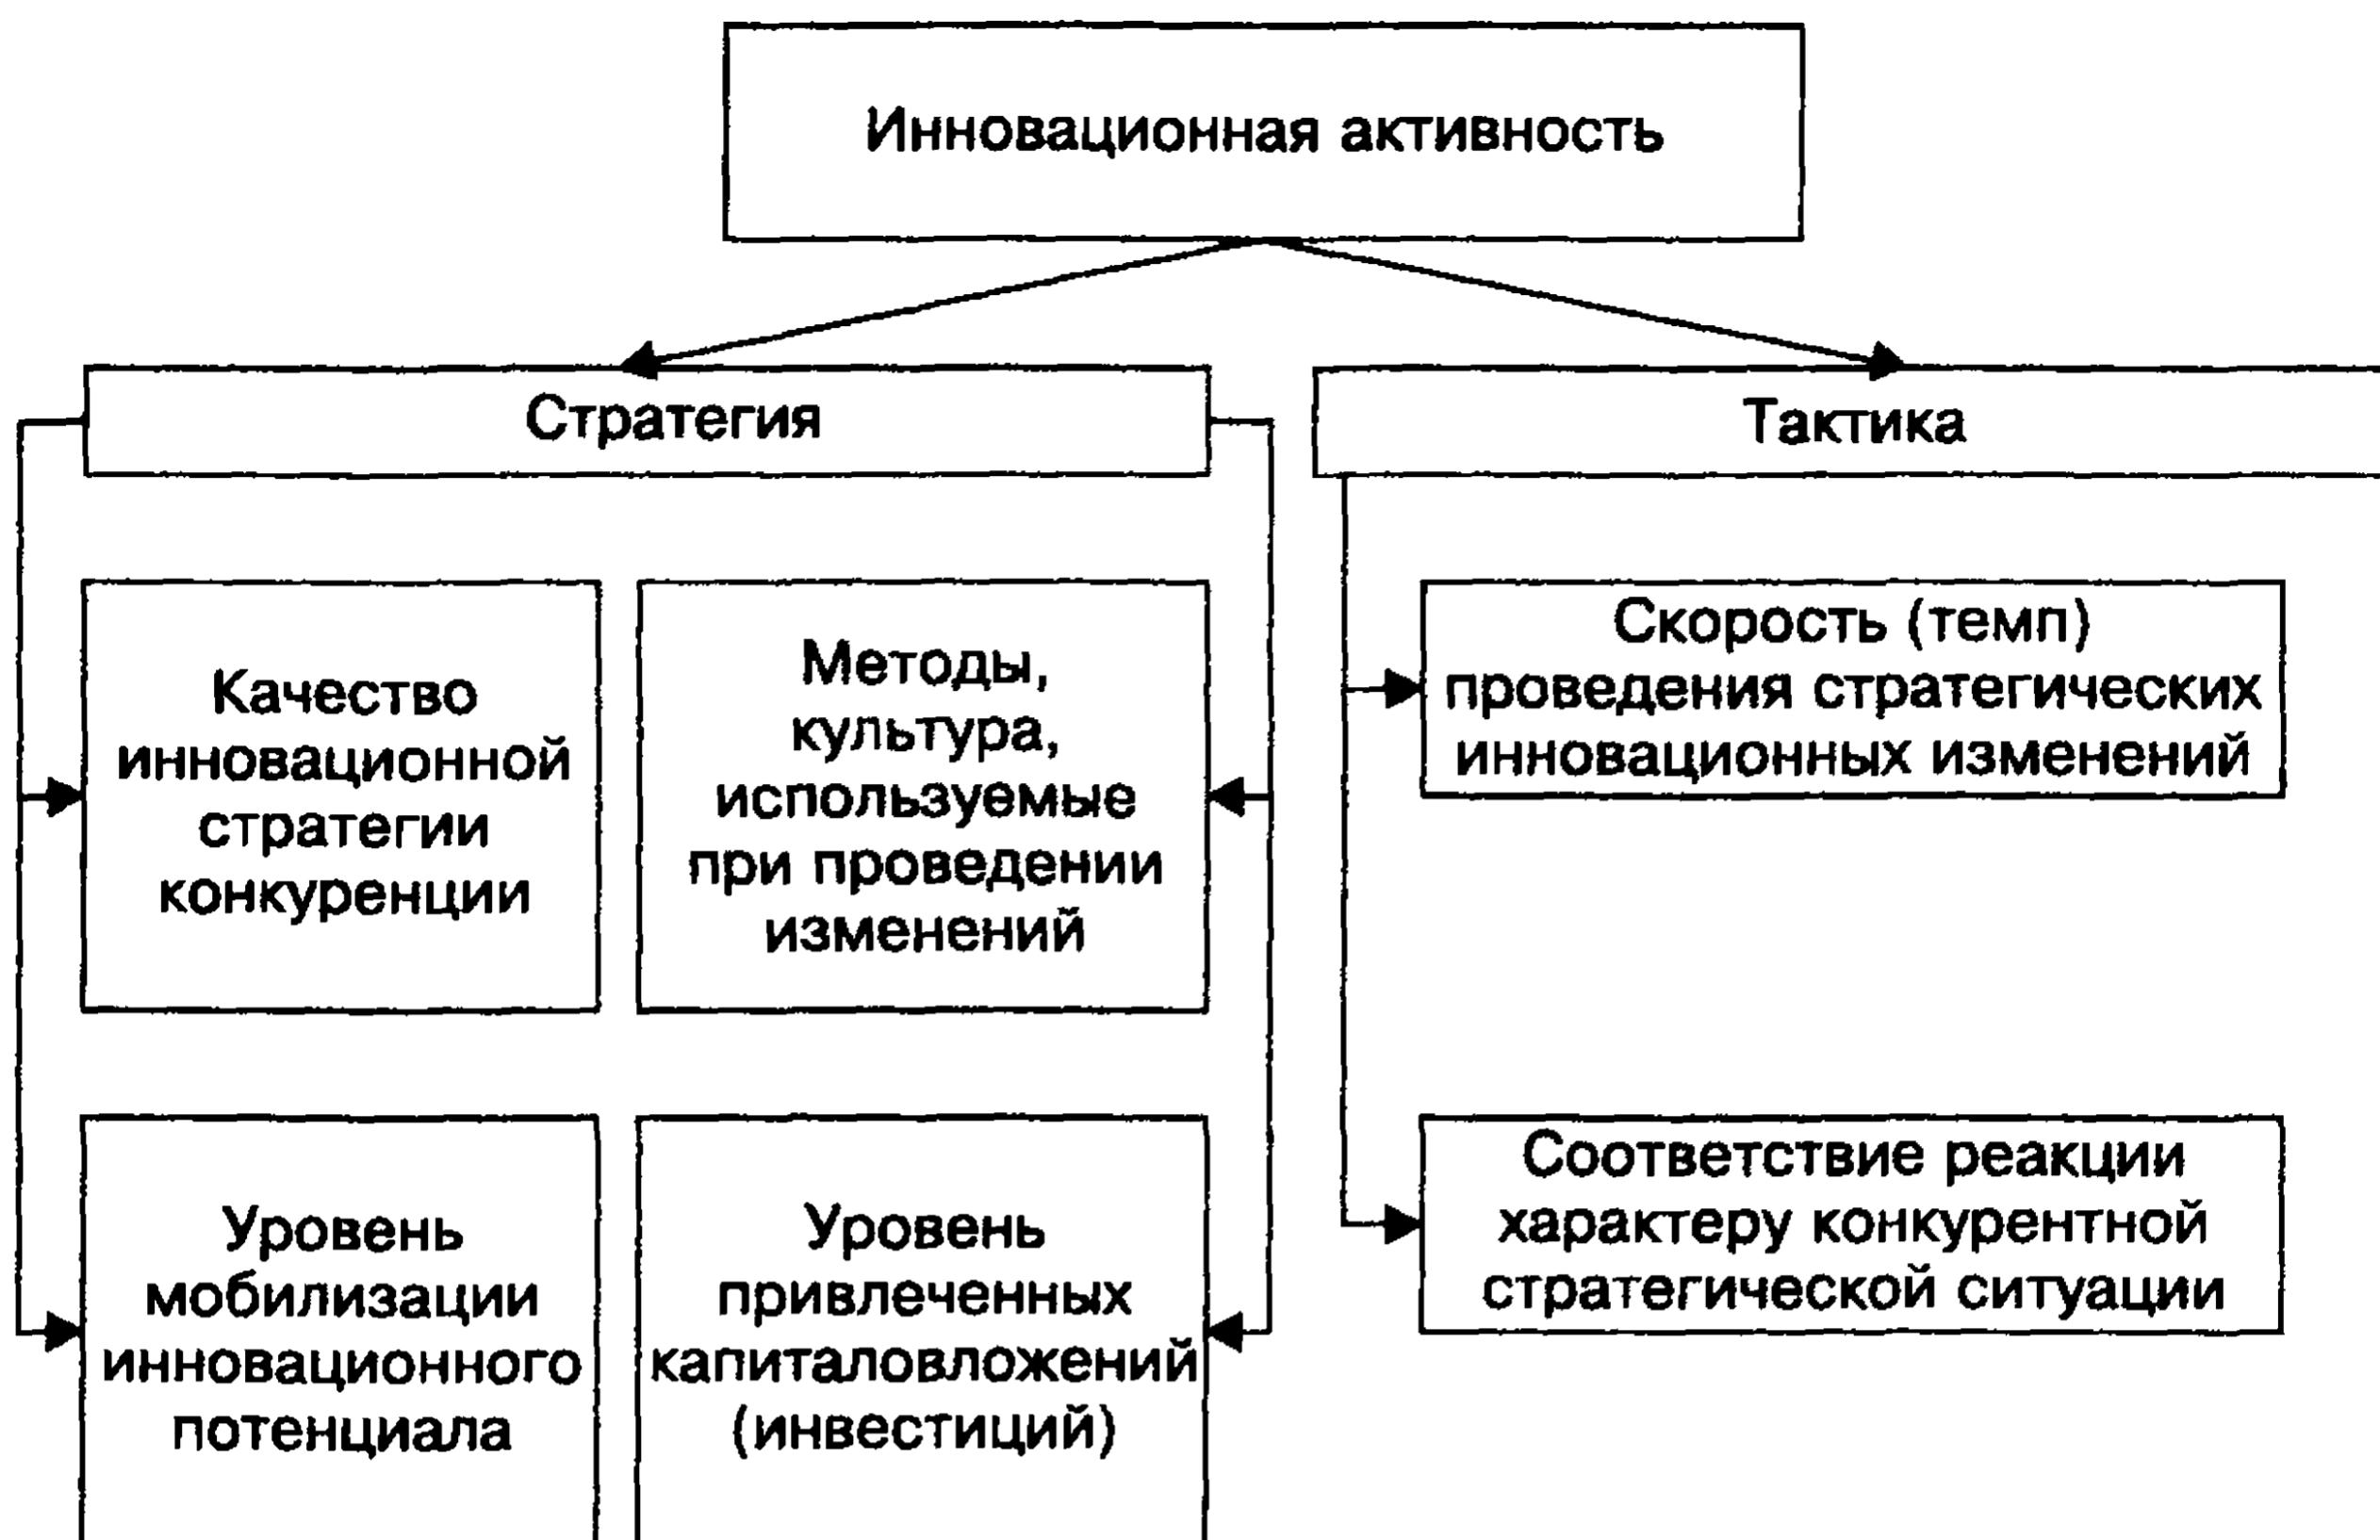 Инновационная активность
Стратегия
Тактика
Качество
инновационной
стратегии
конкуренции
Методы,
культура,
используемые
при проведении
изменений
Скорость (темп)
проведения стратегических
инновационных изменений
Уровень
мобилизации
инновационного
потенциала
Уровень
привлеченных
капиталовложений
(инвестиций)
Соответствие реакции
характеру конкурентной
стратегической ситуации